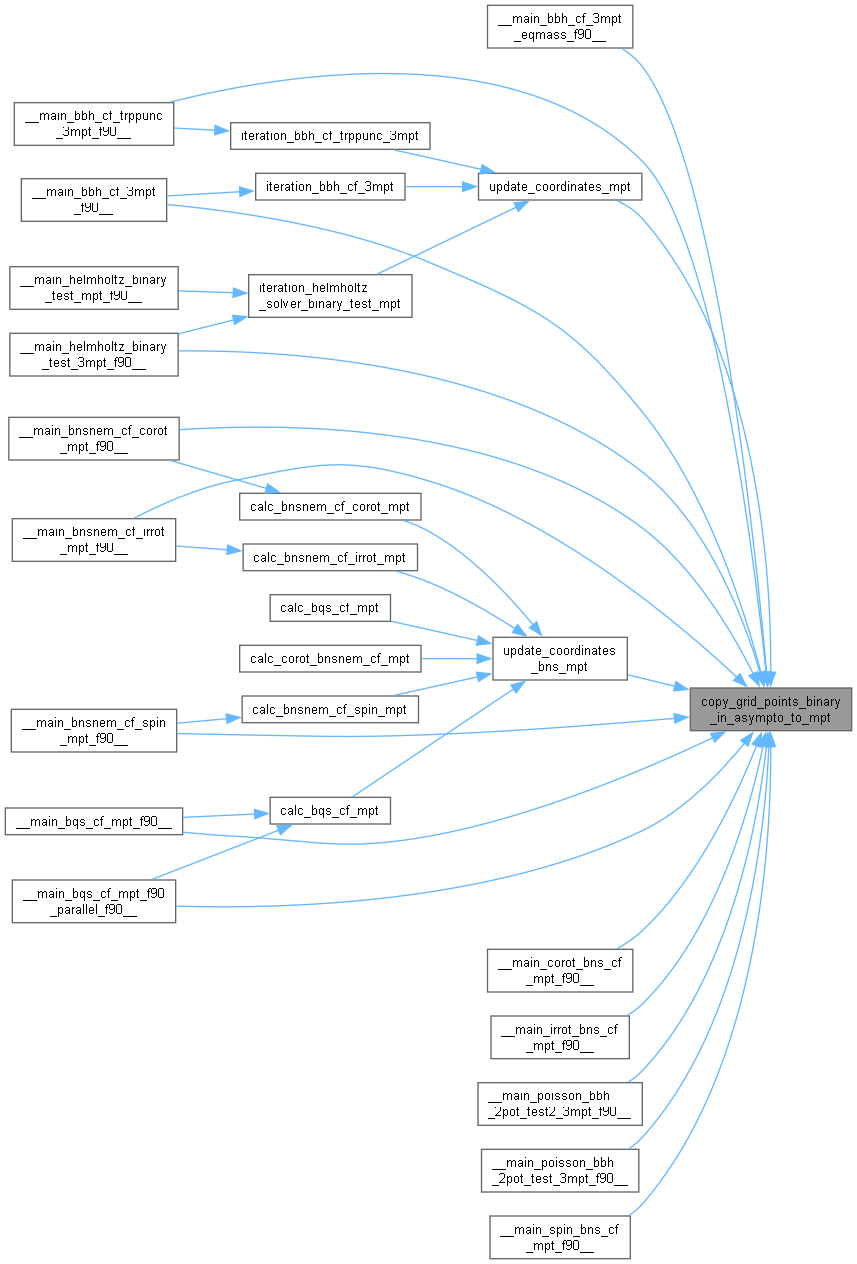 __main_bbh_cf_3mpt
_eqmass_f90__
__main_bbh_cf_trppunc
_3mpt_f90__
iteration_bbh_cf_trppunc_3mpt
__main_bbh_cf_3mpt
_f90__
iteration_bbh_cf_3mpt
update_coordinates_mpt
__main_helmholtz_binary
_test_mpt_f90__
iteration_helmholtz
_solver_binary_test_mpt
__main_helmholtz_binary
_test_3mpt_f90__
__main_bnsnem_cf_corot
_mpt_f90__
calc_bnsnem_cf_corot_mpt
__main_bnsnem_cf_irrot
_mpt_f90__
calc_bnsnem_cf_irrot_mpt
calc_bqs_cf_mpt
calc_corot_bnsnem_cf_mpt
update_coordinates
_bns_mpt
calc_bnsnem_cf_spin_mpt
__main_bnsnem_cf_spin
_mpt_f90__
copy_grid_points_binary
_in_asympto_to_mpt
calc_bqs_cf_mpt
__main_bqs_cf_mpt_f90__
__main_bqs_cf_mpt_f90
_parallel_f90__
__main_corot_bns_cf
_mpt_f90__
__main_irrot_bns_cf
_mpt_f90__
__main_poisson_bbh
_2pot_test2_3mpt_f90__
__main_poisson_bbh
_2pot_test_3mpt_f90__
__main_spin_bns_cf
_mpt_f90__